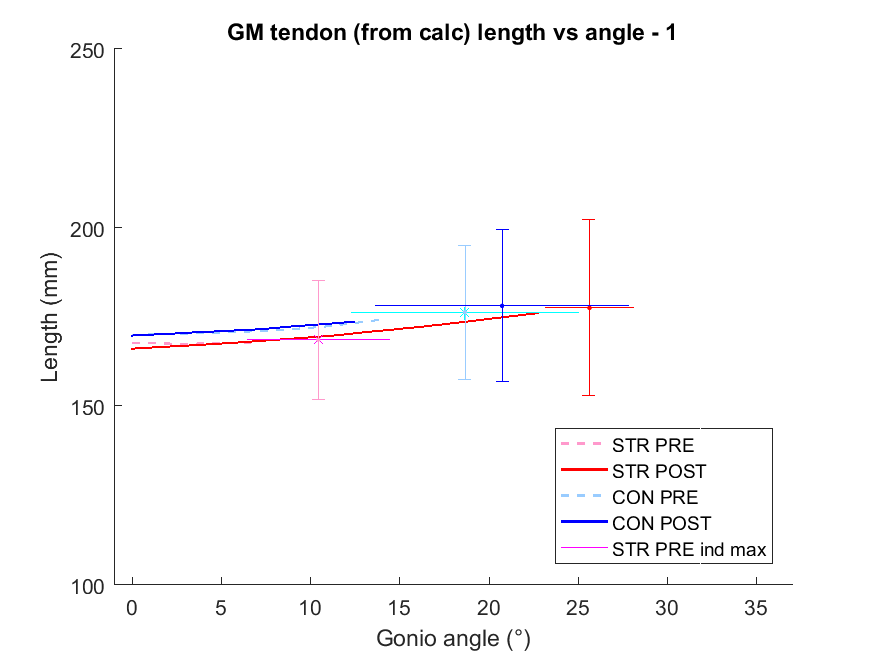 GM tendon (from calc) length vs angle - 1
250
200
150
100
Length (mm)
0 5 10 15 20 25 30 35
Gonio angle (°)
STR PRE
STR POST
CON PRE
CON POST
STR PRE ind max